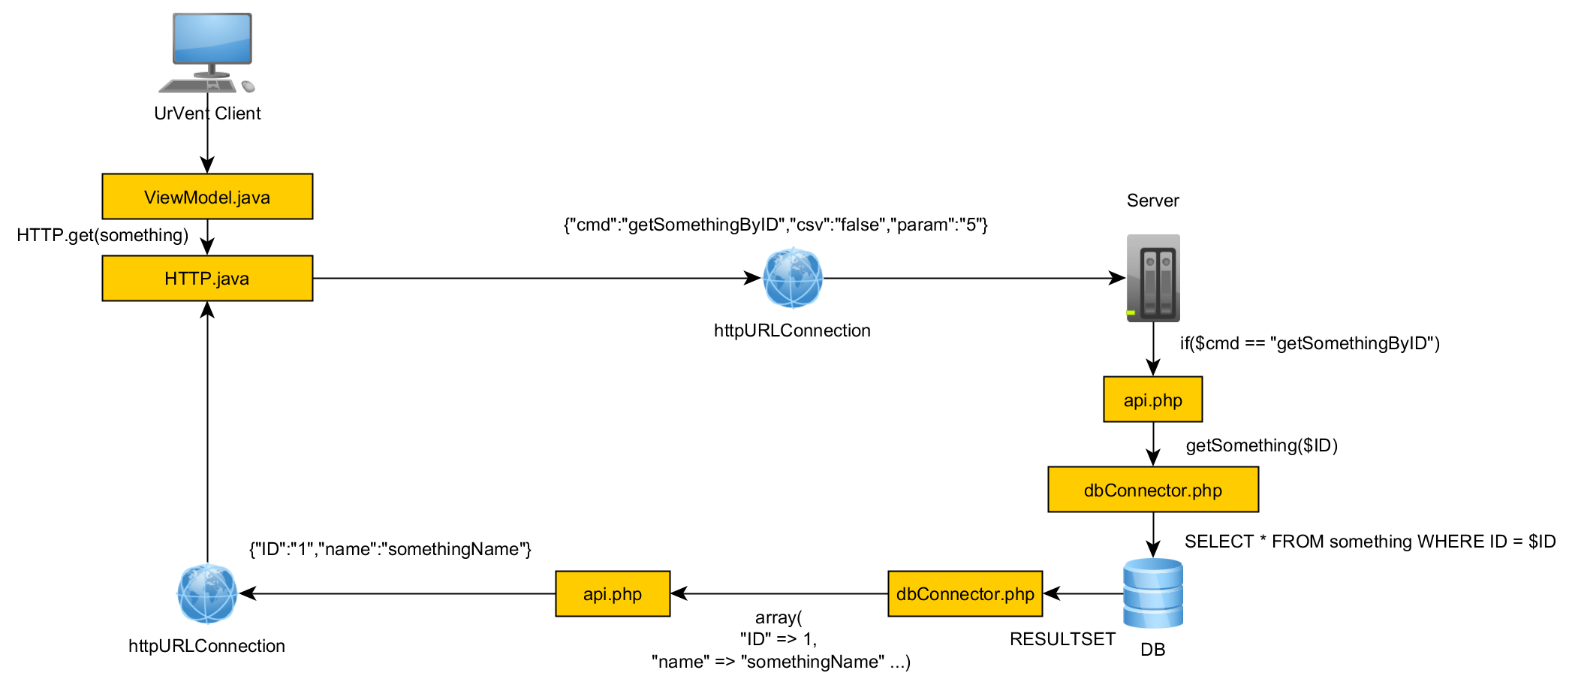 UrVent Client
ViewModel.java
HTTP.get(something)
HTTP.java
{"cmd":"getSomethingByID","csv":"false","param":"5"}
httpURLConnection
Server
if($cmd == "getSomethingByID")
api.php
getSomething($ID)
dbConnector.php
SELECT * FROM something WHERE ID = $ID
DB
RESULTSET
dbConnector.php
array(
"ID" => 1,
"name" => "somethingName" ...)
api.php
{"ID":"1","name":"somethingName"}
httpURLConnection